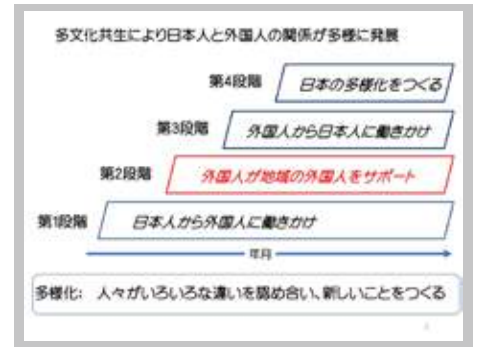 多文化共生により日本人と外国人の関係が多様に発展
第4段階 日本の多様化をつくる
第3段階 外国人から日本人に働きかけ
第2段階 外国人が地域の外国人をサポート
第1段階 日本人から外国人に働きかけ
年月
多様化: 人々がいろいろな違いを認め合い、新しいことをつくる